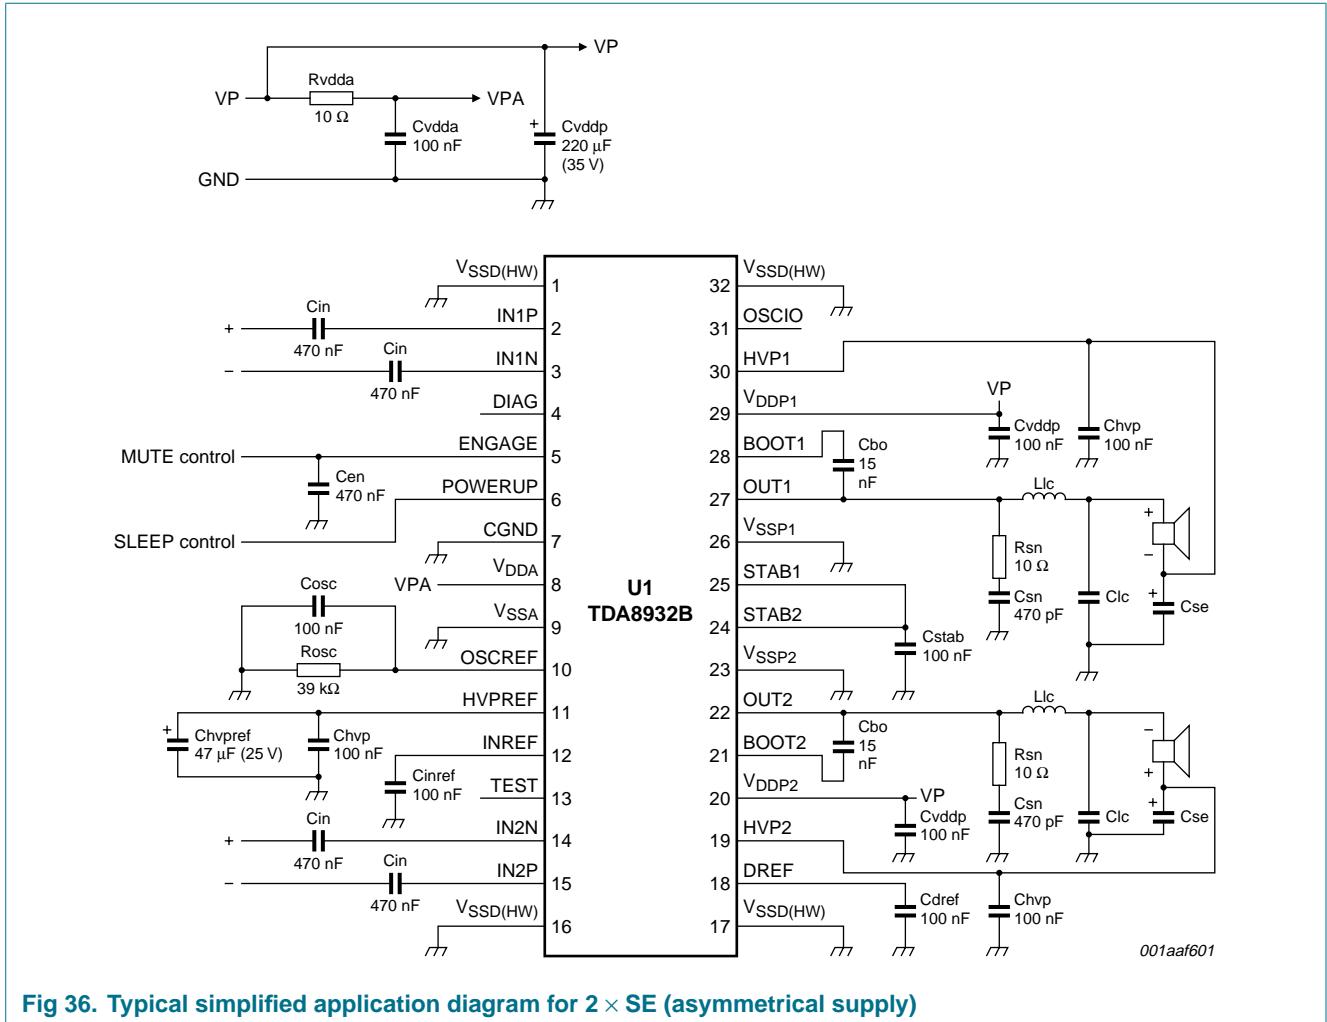 VP
Rvdda
VP
VPA
10 Ω
Cvdda
100 nF
+
Cvddp
220 μF
(35 V)
GND
VSSD(HW)
1
Cin
+
470 nF
IN1P
2
Cin
−
470 nF
IN1N
3
DIAG
4
MUTE control
ENGAGE
5
Cen
470 nF
POWERUP
6
SLEEP control
CGND
7
VPA
VDDA
8
Cosc
100 nF
VSSA
9
Rosc
39 kΩ
OSCREF
10
HVPREF
11
+
Chvpref
47 μF (25 V)
Chvp
100 nF
INREF
12
Cinref
100 nF
TEST
13
Cin
+
470 nF
IN2N
14
Cin
−
470 nF
IN2P
15
VSSD(HW)
16
U1
TDA8932B
32
VSSD(HW)
31
OSCIO
30
HVP1
29
VDDP1
VP
Cvddp
100 nF
Chvp
100 nF
28
BOOT1
Cbo
15
nF
27
OUT1
Llc
+
−
26
VSSP1
Rsn
10 Ω
25
STAB1
Csn
470 pF
Clc
+
Cse
24
STAB2
Cstab
100 nF
23
VSSP2
22
OUT2
Llc
−
+
21
BOOT2
Cbo
15
nF
Rsn
10 Ω
20
VDDP2
VP
Cvddp
100 nF
Csn
470 pF
Clc
+
Cse
19
HVP2
18
DREF
Cdref
100 nF
Chvp
100 nF
17
VSSD(HW)
001aaf601
Fig 36. Typical simplified application diagram for 2 × SE (asymmetrical supply)